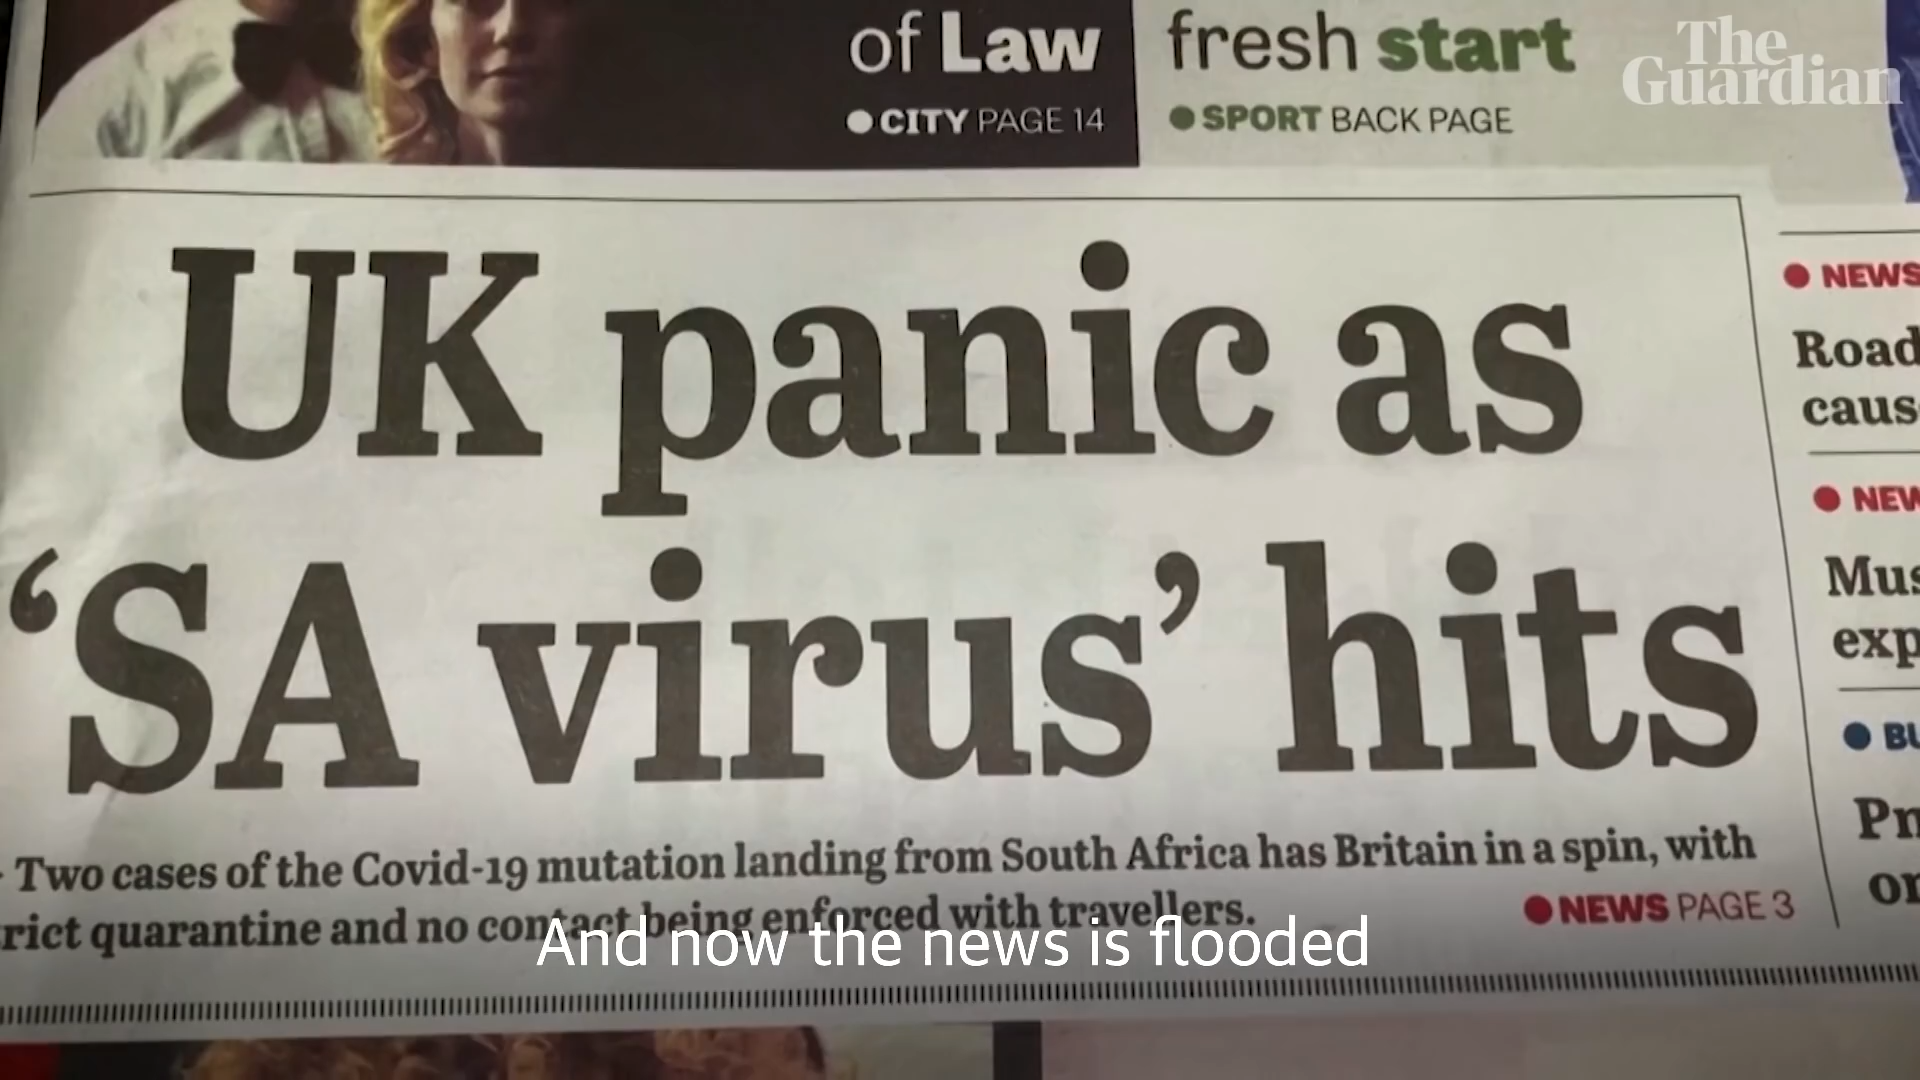 of Law
CITY PAGE 14
fresh start
SPORT BACK PAGE
The
Guardian
UK panic as
‘SA virus’ hits
Two cases of the Covid-19 mutation landing from South Africa has Britain in a spin, with
rict quarantine and no contact being enforced with travellers.
NEWS PAGE 3
NEWS
Road
caus
NEW
Mus
exp
BU
Pr
or
And now the news is flooded